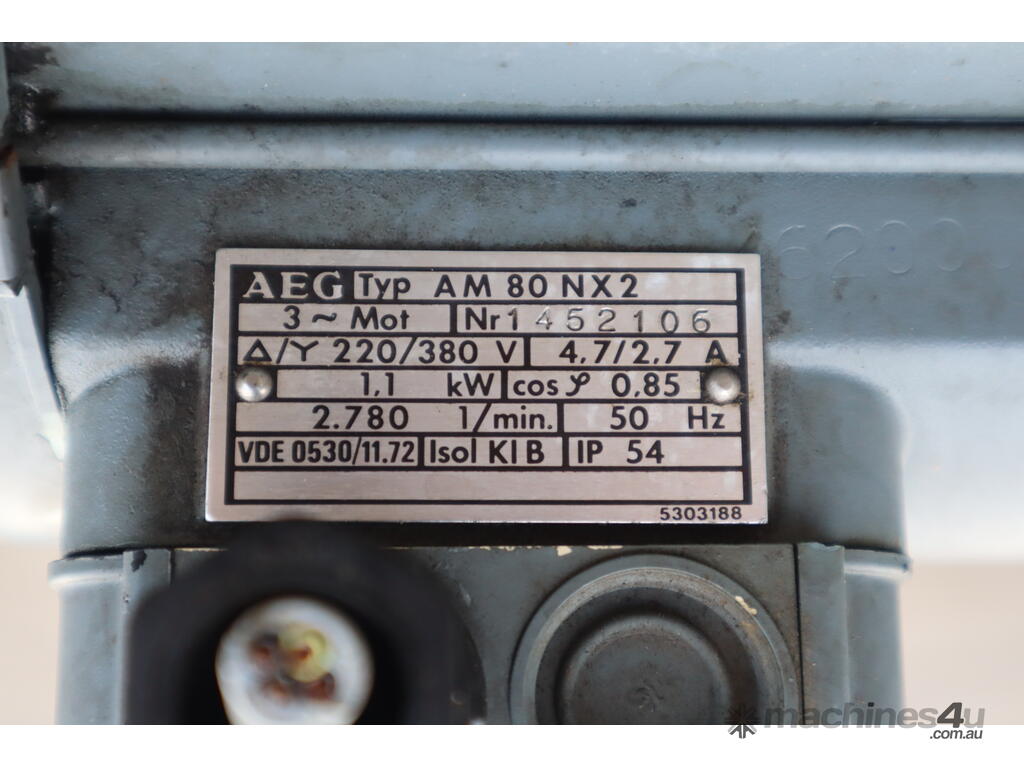 AEG Typ AM 80 NX2
3~ Mot Nr 1452106
Δ/Y 220/380 V 4,7/2,7 A
1,1 kW cos φ 0,85
2.780 1/min. 50 Hz
VDE 0530/11.72 Isol Kl B IP 54
5303188
machines4u
.com.au